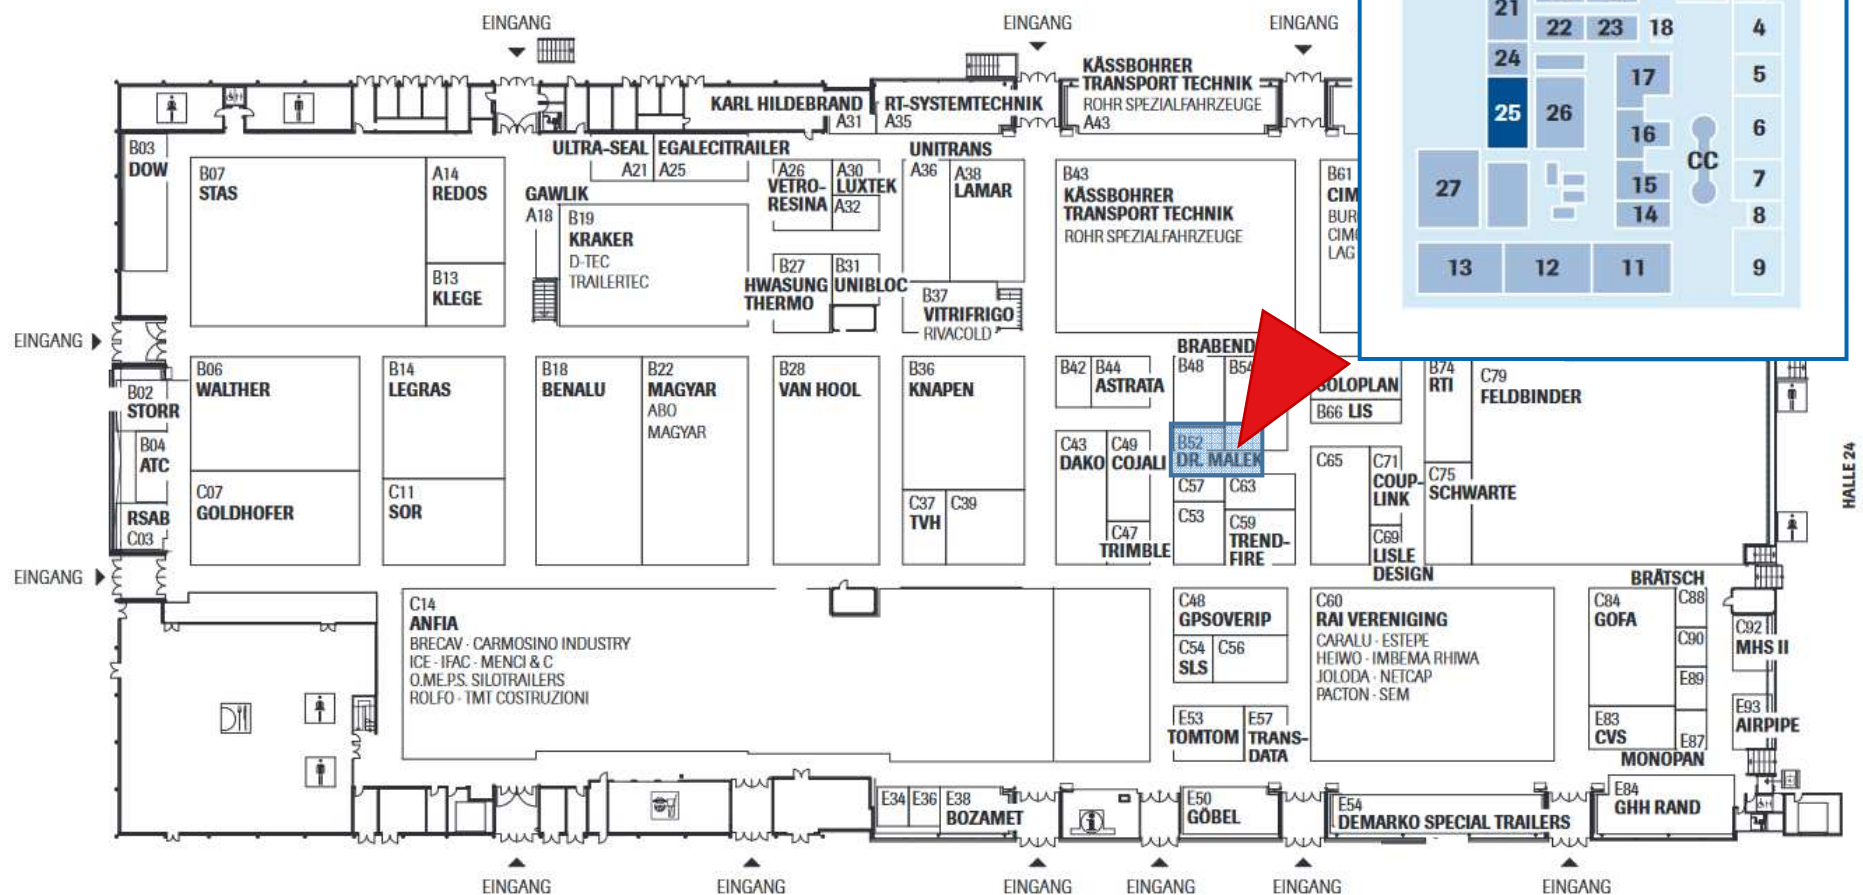 EINGANG
EINGANG
EINGANG
21
22
23
18
4
24
17
5
25
26
16
6
CC
27
15
7
14
8
13
12
11
9
KARL HILDEBRAND
A31
RT-SYSTEMTECHNIK
A35
KÄSSBOHRER
TRANSPORT TECHNIK
ROHR SPEZIALFAHRZEUGE
A43
B03
DOW
B07
STAS
A14
REDOS
B13
KLEGE
ULTRA-SEAL
A21
EGALECITRAILER
A25
GAWLIK
A18
B19
KRAKER
D-TEC
TRAILERTEC
A26
VETRO-
RESINA
A30
LUXTEK
A32
B27
HWASUNG
THERMO
B31
UNIBLOC
UNITRANS
A36
A38
LAMAR
B37
VITRIFRIGO
RIVACOLD
B43
KÄSSBOHRER
TRANSPORT TECHNIK
ROHR SPEZIALFAHRZEUGE
B61
CIM
BUR
LAG
EINGANG
B02
STORR
B04
ATC
RSAB
C03
B06
WALTHER
C07
GOLDHOFER
B14
LEGRAS
C11
SOR
B18
BENALU
B22
MAGYAR
ABO
MAGYAR
B28
VAN HOOL
B36
KNAPEN
C37
TVH
C39
B42
B44
ASTRATA
C43
DAKO
C49
COJALI
C47
TRIMBLE
BRABEND
B48
B54
B52
DR. MALEK
C57
C63
C53
C59
TREND-
FIRE
SOLOPLAN
B66 LIS
C65
C71
COUP-
LINK
C69
LISLE
DESIGN
B74
RTI
C75
SCHWARTE
C79
FELDBINDER
HALLE 24
EINGANG
C14
ANFIA
BRECAV · CARMOSINO INDUSTRY
ICE · IFAC · MENCI & C
O.ME.P.S. SILOTRAILERS
ROLFO · TMT COSTRUZIONI
C48
GPSOVERIP
C54
SLS
C56
E53
TOMTOM
E57
TRANS-
DATA
C60
RAI VERENIGING
CARALU · ESTEPE
HEIWO · IMBEMA RHIWA
JOLODA · NETCAP
PACTON · SEM
BRÄTSCH
C84
GOFA
C88
C90
E89
E83
CVS
E87
MONOPAN
C92
MHS II
E93
AIRPIPE
E34
E36
E38
BOZAMET
E50
GÖBEL
E54
DEMARKO SPECIAL TRAILERS
E84
GHH RAND
EINGANG
EINGANG
EINGANG
EINGANG
EINGANG
EINGANG